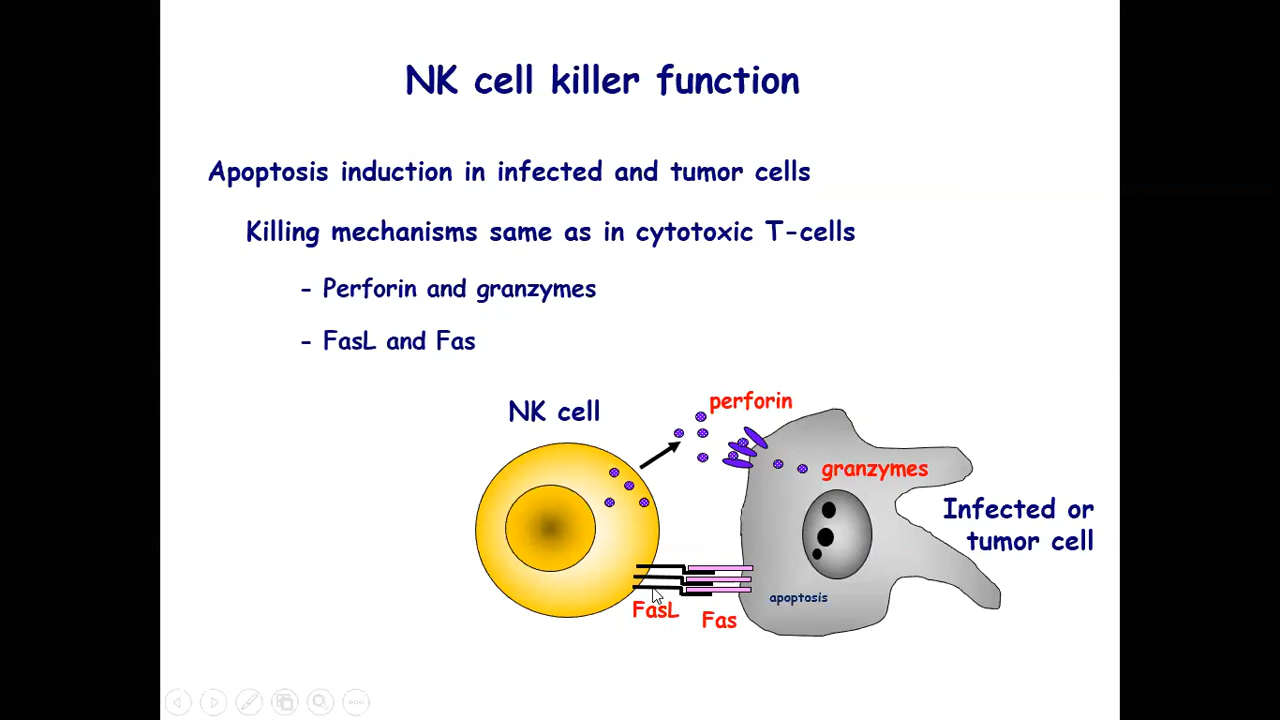 NK cell killer function
Apoptosis induction in infected and tumor cells
Killing mechanisms same as in cytotoxic T-cells
- Perforin and granzymes
- FasL and Fas
NK cell
perforin
granzymes
Infected or
tumor cell
apoptosis
FasL
Fas